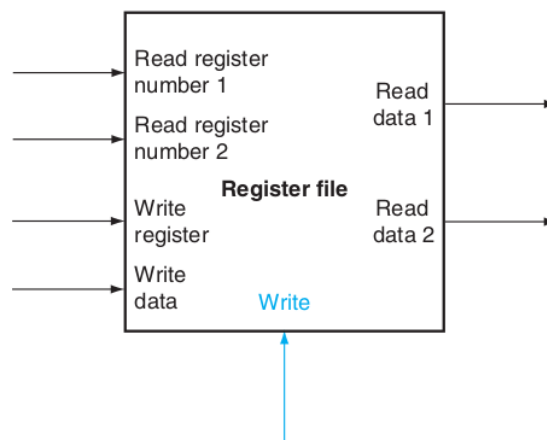 Read register
number 1
Read
data 1
Read register
number 2
Register file
Write
register
Read
data 2
Write
data
Write